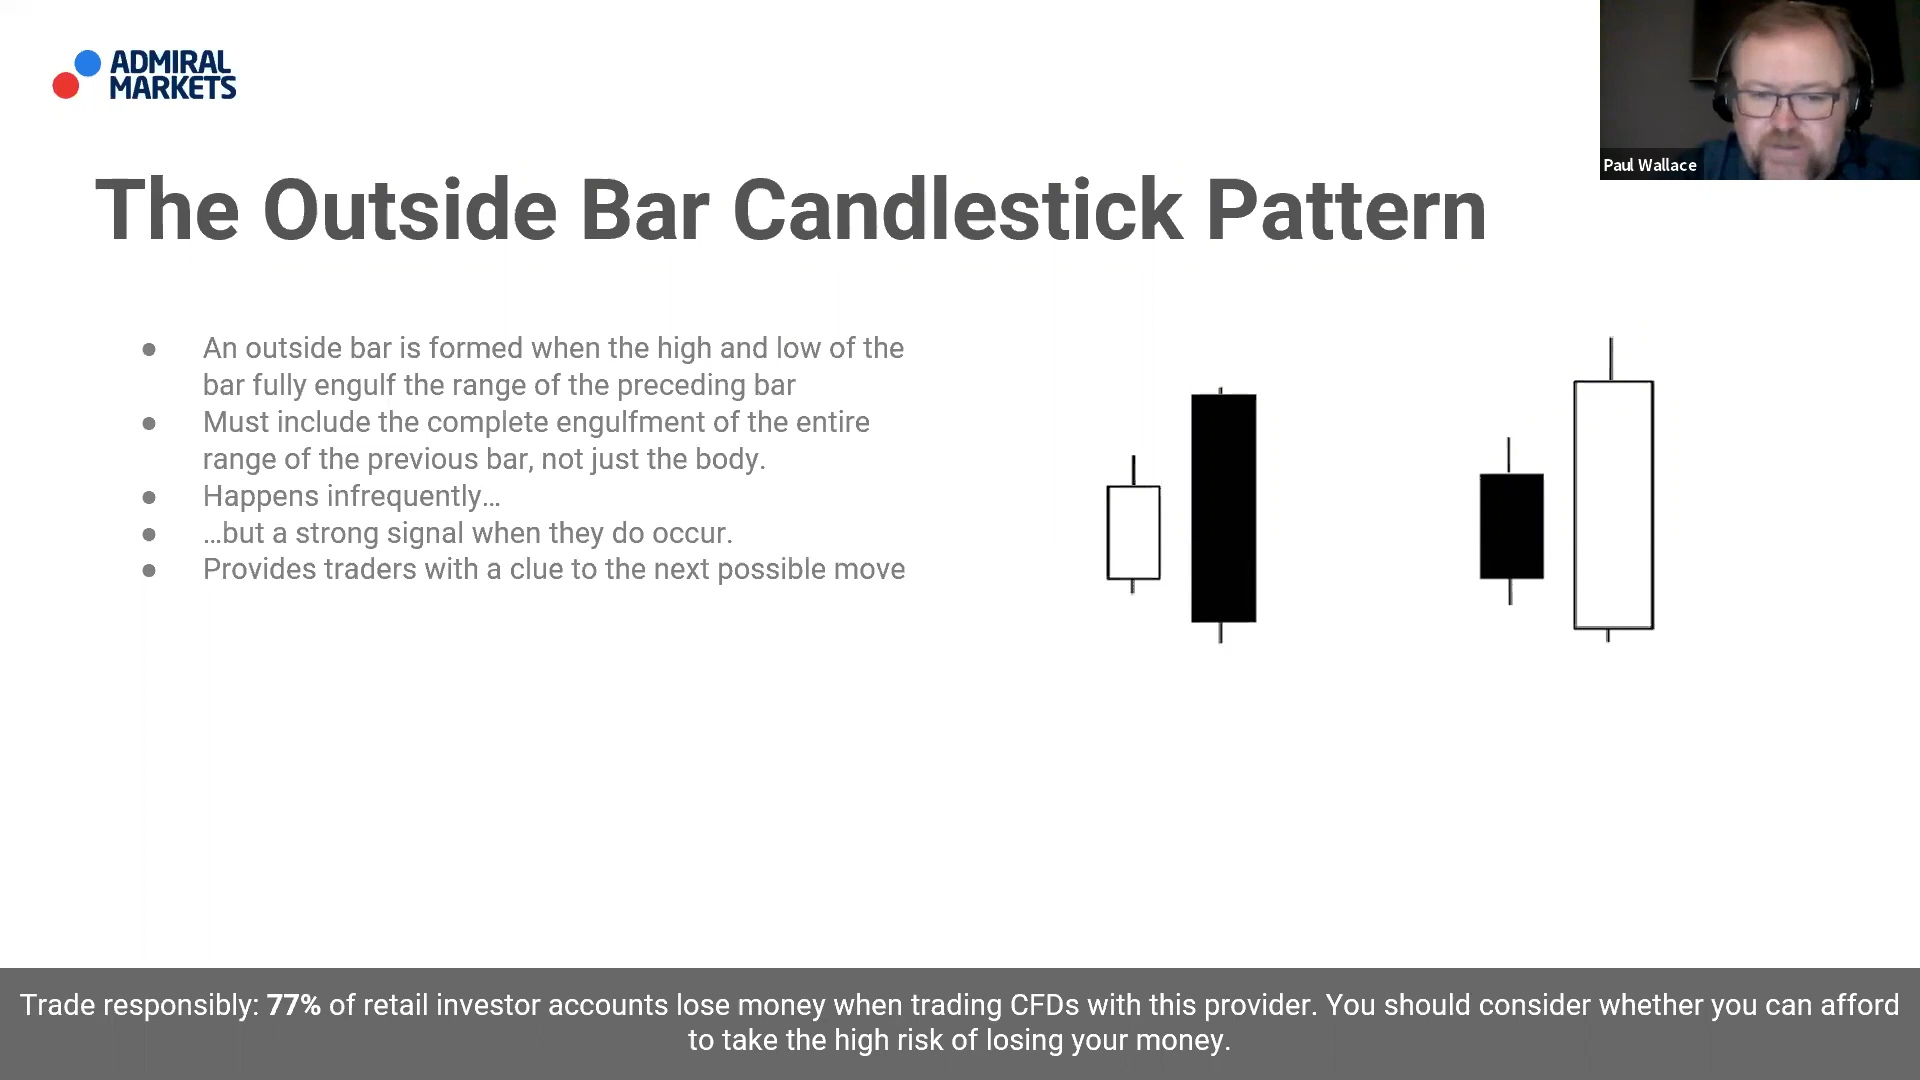 ADMIRAL
MARKETS
Paul Wallace
The Outside Bar Candlestick Pattern
● An outside bar is formed when the high and low of the
bar fully engulf the range of the preceding bar
● Must include the complete engulfment of the entire
range of the previous bar, not just the body.
● Happens infrequently...
● ...but a strong signal when they do occur.
● Provides traders with a clue to the next possible move
Trade responsibly: 77% of retail investor accounts lose money when trading CFDs with this provider. You should consider whether you can afford
to take the high risk of losing your money.